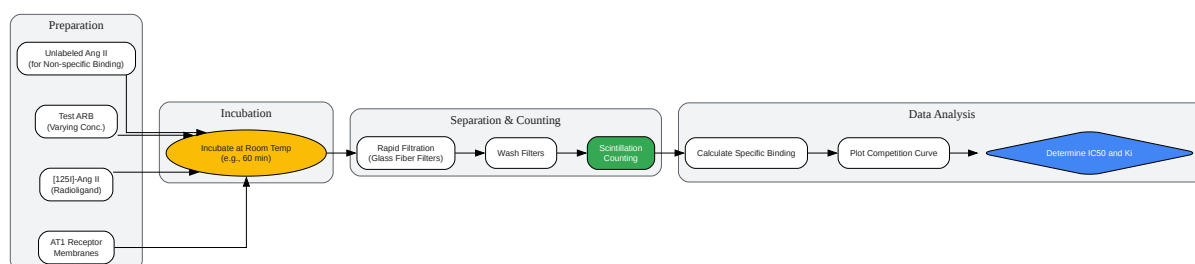 Preparation
Unlabeled Ang II
(for Non-specific Binding)
Test ARB
(Varying Conc.)
[125I]-Ang II
(Radioligand)
AT1 Receptor
Membranes
Incubation
Incubate at Room Temp
(e.g., 60 min)
Separation & Counting
Rapid Filtration
(Glass Fiber Filters)
Wash Filters
Scintillation
Counting
Data Analysis
Calculate Specific Binding
Plot Competition Curve
Determine IC50 and Ki